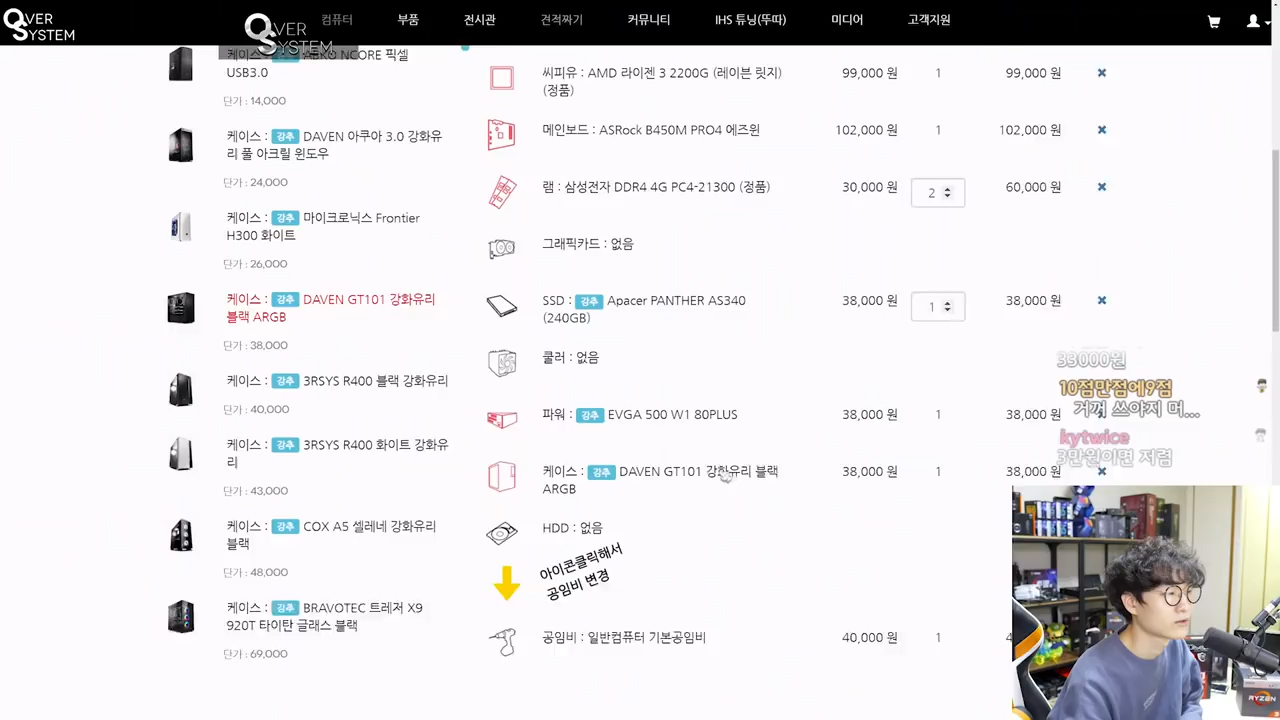 OVER
SYSTEM
OVER
SYSTEM
컴퓨터
부품
전시관
견적짜기
커뮤니티
IHS 튜닝(뚜따)
미디어
고객지원
케이스 : 강추 ABKO NCORE 픽셀
USB3.0
단가 : 14,000
케이스 : 강추 DAVEN 아쿠아 3.0 강화유
리 풀 아크릴 윈도우
단가 : 24,000
케이스 : 강추 마이크로닉스 Frontier
H300 화이트
단가 : 26,000
케이스 : 강추 DAVEN GT101 강화유리
블랙 ARGB
단가 : 38,000
케이스 : 강추 3RSYS R400 블랙 강화유리
단가 : 40,000
케이스 : 강추 3RSYS R400 화이트 강화유
리
단가 : 43,000
케이스 : 강추 COX A5 셀레네 강화유리
블랙
단가 : 48,000
케이스 : 강추 BRAVOTEC 트레저 X9
920T 타이탄 글래스 블랙
단가 : 69,000
씨피유 : AMD 라이젠 3 2200G (레이븐 릿지) 99,000 원 1 99,000 원
(정품)
메인보드 : ASRock B450M PRO4 에즈윈 102,000 원 1 102,000 원
램 : 삼성전자 DDR4 4G PC4-21300 (정품) 30,000 원 2 60,000 원
그래픽카드 : 없음
SSD : 강추 Apacer PANTHER AS340 38,000 원 1 38,000 원
(240GB)
쿨러 : 없음
파워 : 강추 EVGA 500 W1 80PLUS 38,000 원 1 38,000 원
케이스 : 강추 DAVEN GT101 강화유리 블랙 38,000 원 1 38,000 원
ARGB
HDD : 없음
아이콘클릭해서
공임비 변경
공임비 : 일반컴퓨터 기본공임비 40,000 원 1
33000원
10점만점에9점
거꺼 쓰야지 머...
kytwice
3만원이면 저렴
RYZEN